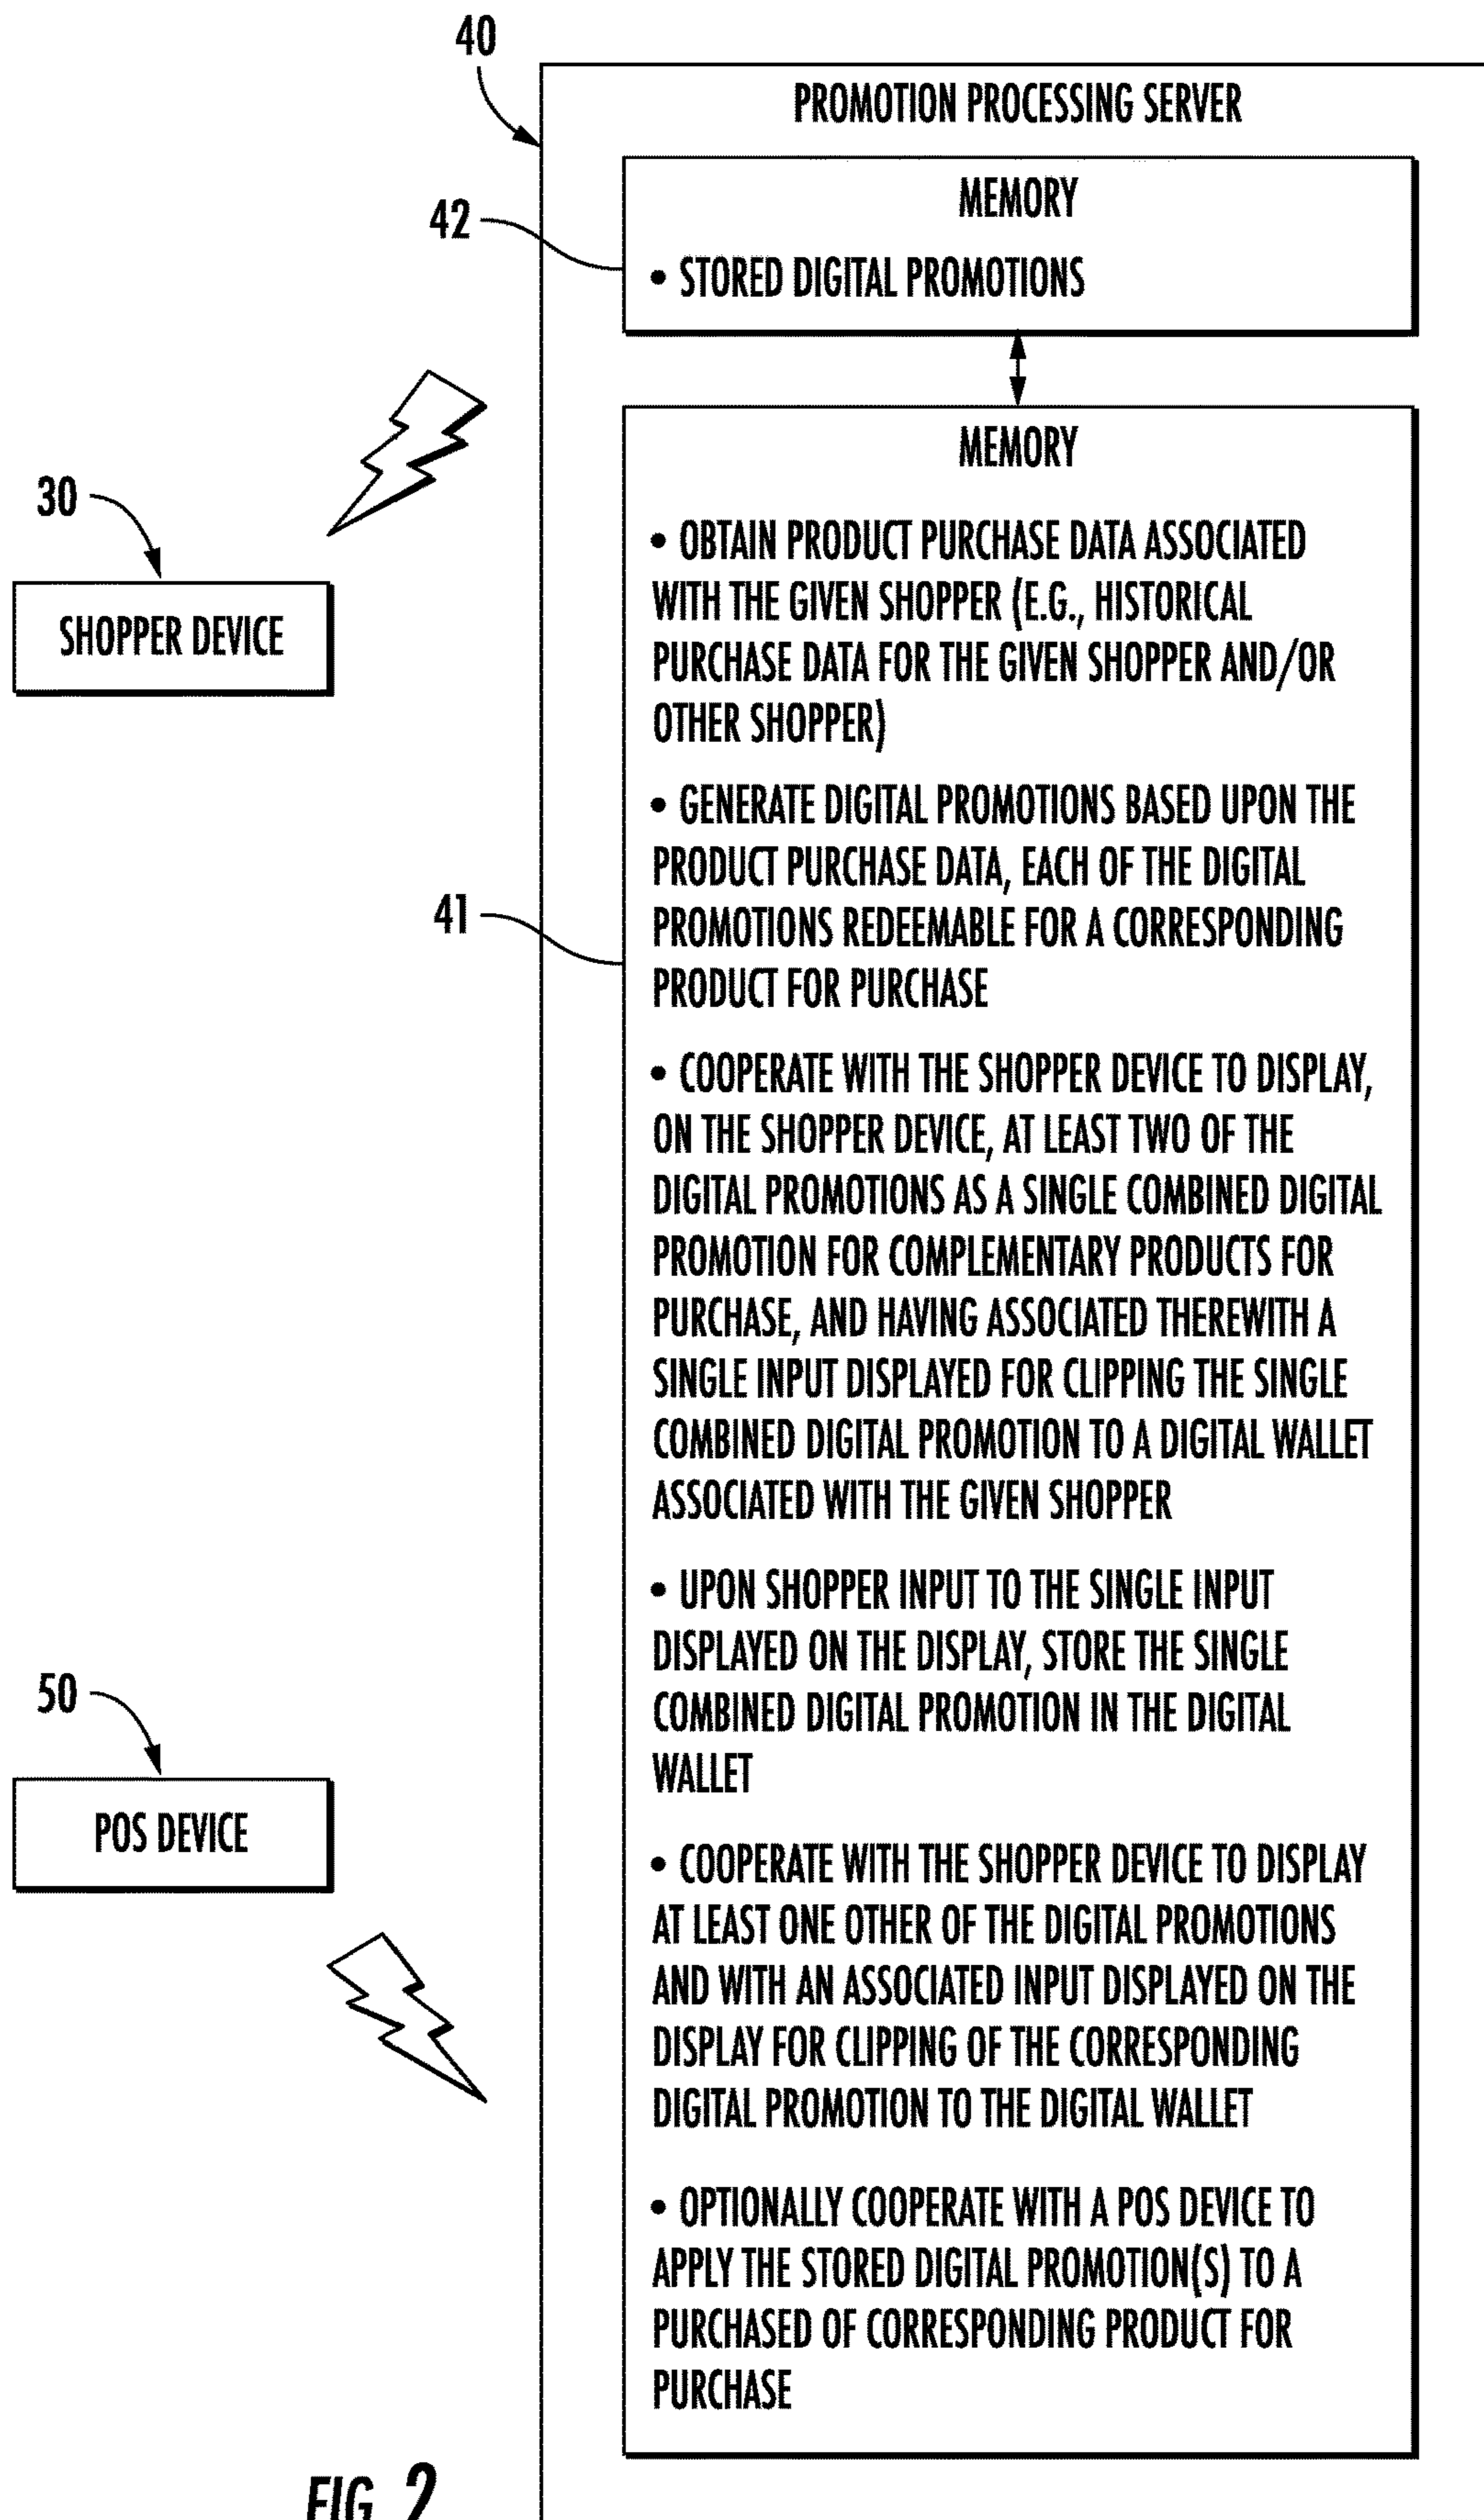 40
PROMOTION PROCESSING SERVER
42
MEMORY
• STORED DIGITAL PROMOTIONS
30
SHOPPER DEVICE
MEMORY
• OBTAIN PRODUCT PURCHASE DATA ASSOCIATED
WITH THE GIVEN SHOPPER (E.G., HISTORICAL
PURCHASE DATA FOR THE GIVEN SHOPPER AND/OR
OTHER SHOPPER)
• GENERATE DIGITAL PROMOTIONS BASED UPON THE
PRODUCT PURCHASE DATA, EACH OF THE DIGITAL
PROMOTIONS REDEEMABLE FOR A CORRESPONDING
PRODUCT FOR PURCHASE
41
• COOPERATE WITH THE SHOPPER DEVICE TO DISPLAY,
ON THE SHOPPER DEVICE, AT LEAST TWO OF THE
DIGITAL PROMOTIONS AS A SINGLE COMBINED DIGITAL
PROMOTION FOR COMPLEMENTARY PRODUCTS FOR
PURCHASE, AND HAVING ASSOCIATED THEREWITH A
SINGLE INPUT DISPLAYED FOR CLIPPING THE SINGLE
COMBINED DIGITAL PROMOTION TO A DIGITAL WALLET
ASSOCIATED WITH THE GIVEN SHOPPER
• UPON SHOPPER INPUT TO THE SINGLE INPUT
DISPLAYED ON THE DISPLAY, STORE THE SINGLE
COMBINED DIGITAL PROMOTION IN THE DIGITAL
WALLET
50
POS DEVICE
• COOPERATE WITH THE SHOPPER DEVICE TO DISPLAY
AT LEAST ONE OTHER OF THE DIGITAL PROMOTIONS
AND WITH AN ASSOCIATED INPUT DISPLAYED ON THE
DISPLAY FOR CLIPPING OF THE CORRESPONDING
DIGITAL PROMOTION TO THE DIGITAL WALLET
• OPTIONALLY COOPERATE WITH A POS DEVICE TO
APPLY THE STORED DIGITAL PROMOTION(S) TO A
PURCHASED OF CORRESPONDING PRODUCT FOR
PURCHASE
FIG. 2